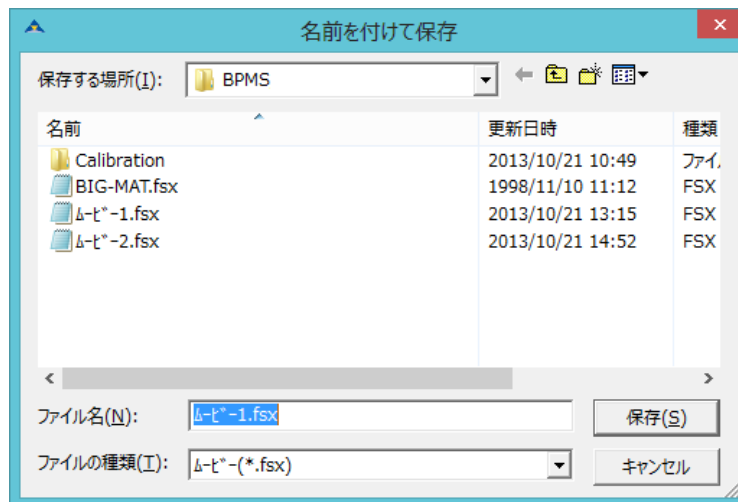 名前を付けて保存
保存する場所(I): BPMS
名前 更新日時 種類
Calibration 2013/10/21 10:49 ファイ
BIG-MAT.fsx 1998/11/10 11:12 FSX
ﾑｰﾋﾞｰ1.fsx 2013/10/21 13:15 FSX
ﾑｰﾋﾞｰ2.fsx 2013/10/21 14:52 FSX
ファイル名(N): ﾑｰﾋﾞｰ1.fsx 保存(S)
ファイルの種類(T): ﾑｰﾋﾞｰ(*.fsx) キャンセル